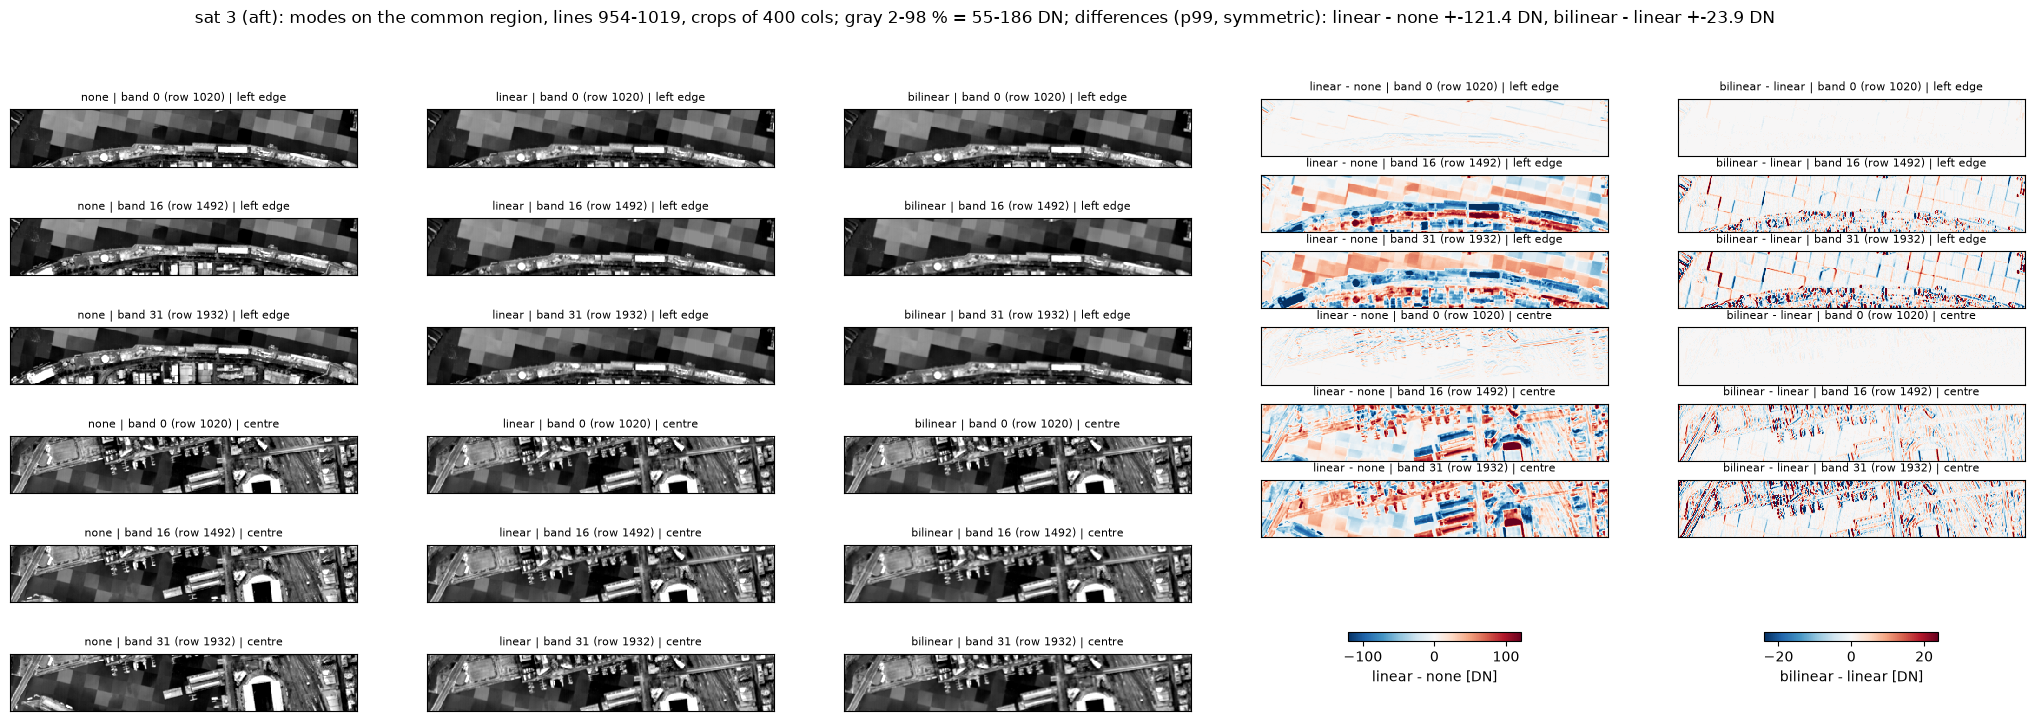 sat 3 (aft): modes on the common region, lines 954-1019, crops of 400 cols; gray 2-98 % = 55-186 DN; differences (p99, symmetric): linear - none +-121.4 DN, bilinear - linear +-23.9 DN
none | band 0 (row 1020) | left edge
linear | band 0 (row 1020) | left edge
bilinear | band 0 (row 1020) | left edge
none | band 16 (row 1492) | left edge
linear | band 16 (row 1492) | left edge
bilinear | band 16 (row 1492) | left edge
none | band 31 (row 1932) | left edge
linear | band 31 (row 1932) | left edge
bilinear | band 31 (row 1932) | left edge
none | band 0 (row 1020) | centre
linear | band 0 (row 1020) | centre
bilinear | band 0 (row 1020) | centre
none | band 16 (row 1492) | centre
linear | band 16 (row 1492) | centre
bilinear | band 16 (row 1492) | centre
none | band 31 (row 1932) | centre
linear | band 31 (row 1932) | centre
bilinear | band 31 (row 1932) | centre
linear - none | band 0 (row 1020) | left edge
bilinear - linear | band 0 (row 1020) | left edge
linear - none | band 16 (row 1492) | left edge
bilinear - linear | band 16 (row 1492) | left edge
linear - none | band 31 (row 1932) | left edge
bilinear - linear | band 31 (row 1932) | left edge
linear - none | band 0 (row 1020) | centre
bilinear - linear | band 0 (row 1020) | centre
linear - none | band 16 (row 1492) | centre
bilinear - linear | band 16 (row 1492) | centre
linear - none | band 31 (row 1932) | centre
bilinear - linear | band 31 (row 1932) | centre
−100 0 100
linear - none [DN]
−20 0 20
bilinear - linear [DN]